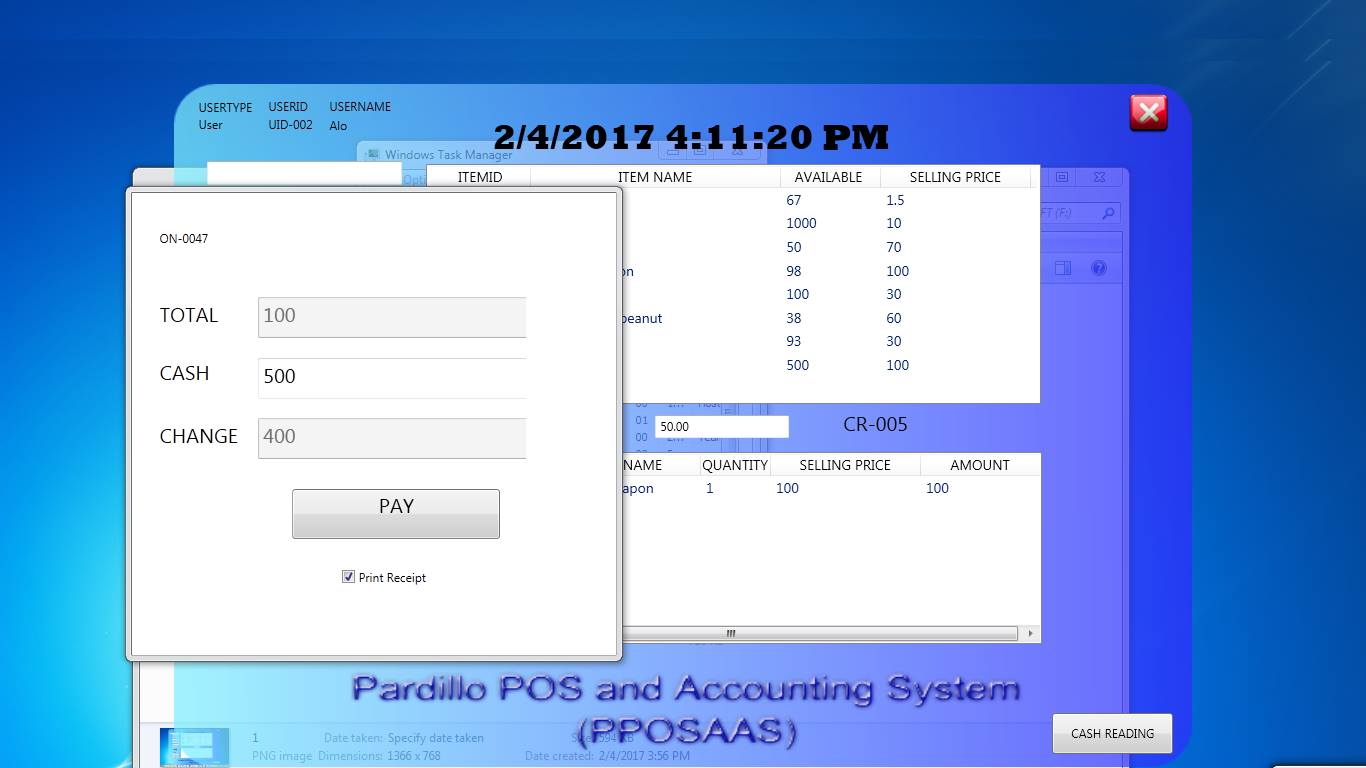 USERTYPE USERID USERNAME
User UID-002 Alo
2/4/2017 4:11:20 PM
Windows Task Manager
Opti
ITEMID ITEM NAME AVAILABLE SELLING PRICE
67 1.5
1000 10
50 70
on 98 100
100 30
peanut 38 60
93 30
500 100
FT (F:)
ON-0047
TOTAL 100
CASH 500
CHANGE 400
PAY
Print Receipt
01
00
50.00
CR-005
NAME QUANTITY SELLING PRICE AMOUNT
apon 1 100 100
Pardillo POS and Accounting System
(PPOSAAS)
CASH READING
1 Date taken: Specify date taken
PNG image Dimensions: 1366 x 768 Date created: 2/4/2017 3:56 PM